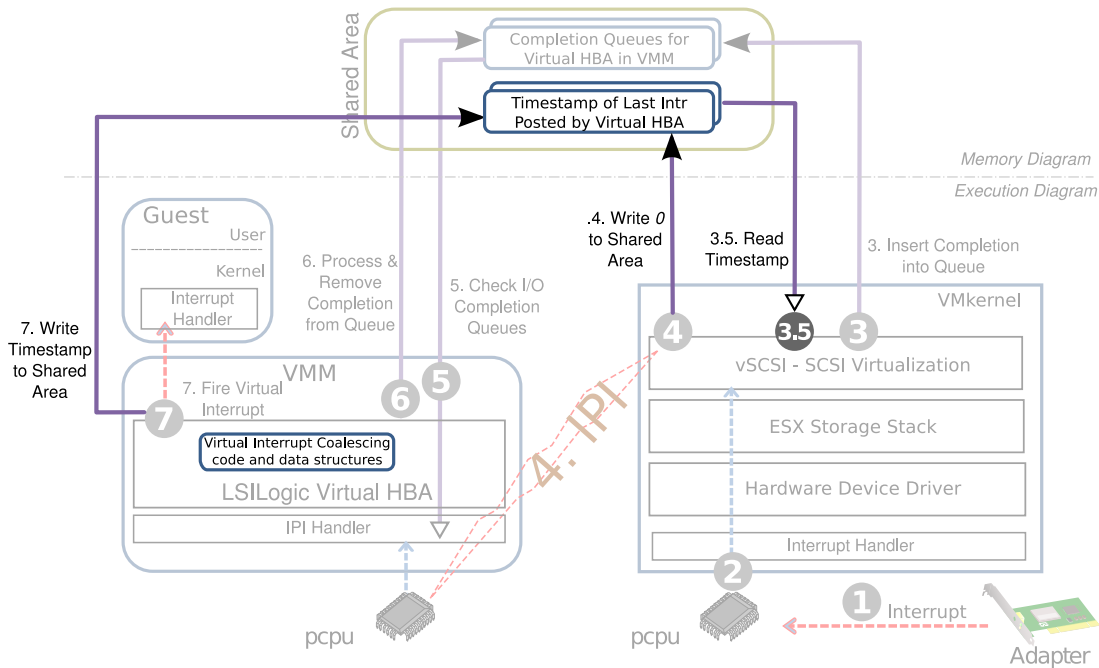 Shared Area
Completion Queues for
Virtual HBA in VMM
Timestamp of Last Intr
Posted by Virtual HBA
Memory Diagram
Execution Diagram
Guest
User
Kernel
Interrupt
Handler
6. Process &
Remove
Completion
from Queue
5. Check I/O
Completion
Queues
.4. Write 0
to Shared
Area
3.5. Read
Timestamp
3. Insert Completion
into Queue
7. Write
Timestamp
to Shared
Area
VMM
7. Fire Virtual
Interrupt
7
6
5
Virtual Interrupt Coalescing
code and data structures
LSILogic Virtual HBA
IPI Handler
4. IPI
VMkernel
4
3.5
3
vSCSI - SCSI Virtualization
ESX Storage Stack
Hardware Device Driver
Interrupt Handler
2
1
Interrupt
pcpu
pcpu
Adapter